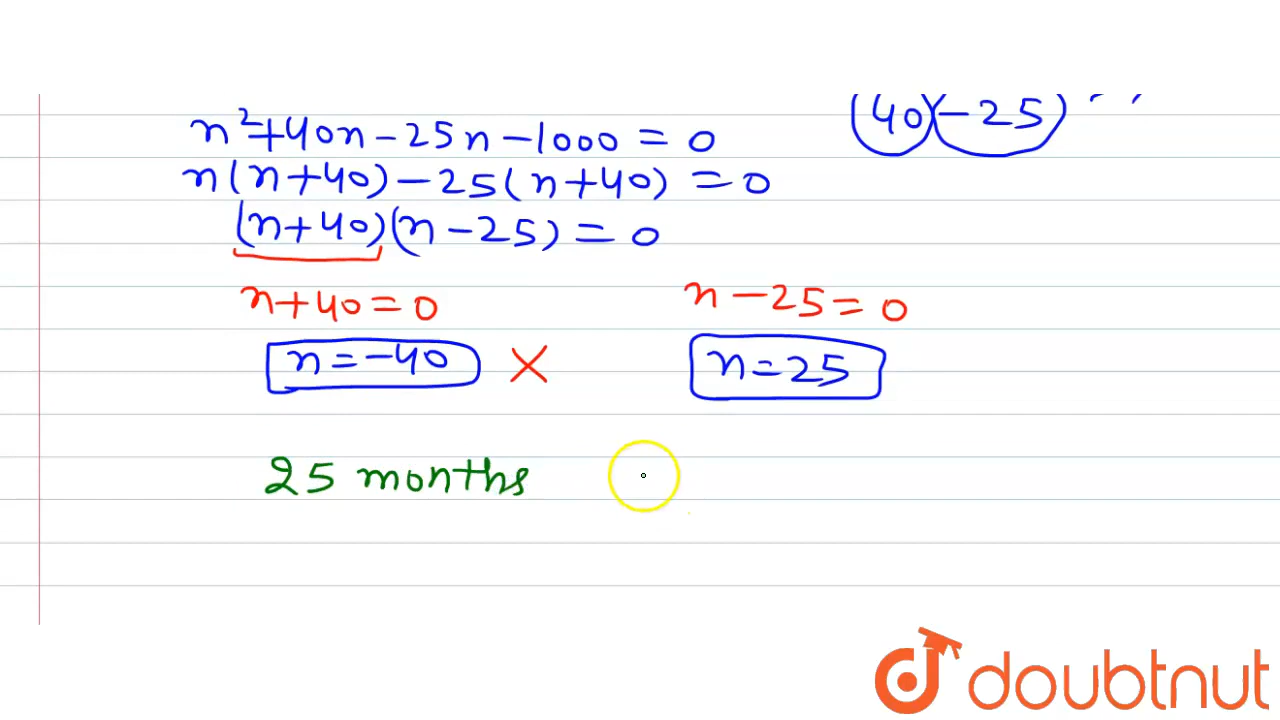 (40)(-25)
n²+40n-25n-1000=0
n(n+40)-25(n+40)=0
(n+40)(n-25)=0
n+40=0 n-25=0
n=-40 × n=25
25 months
doubtnut